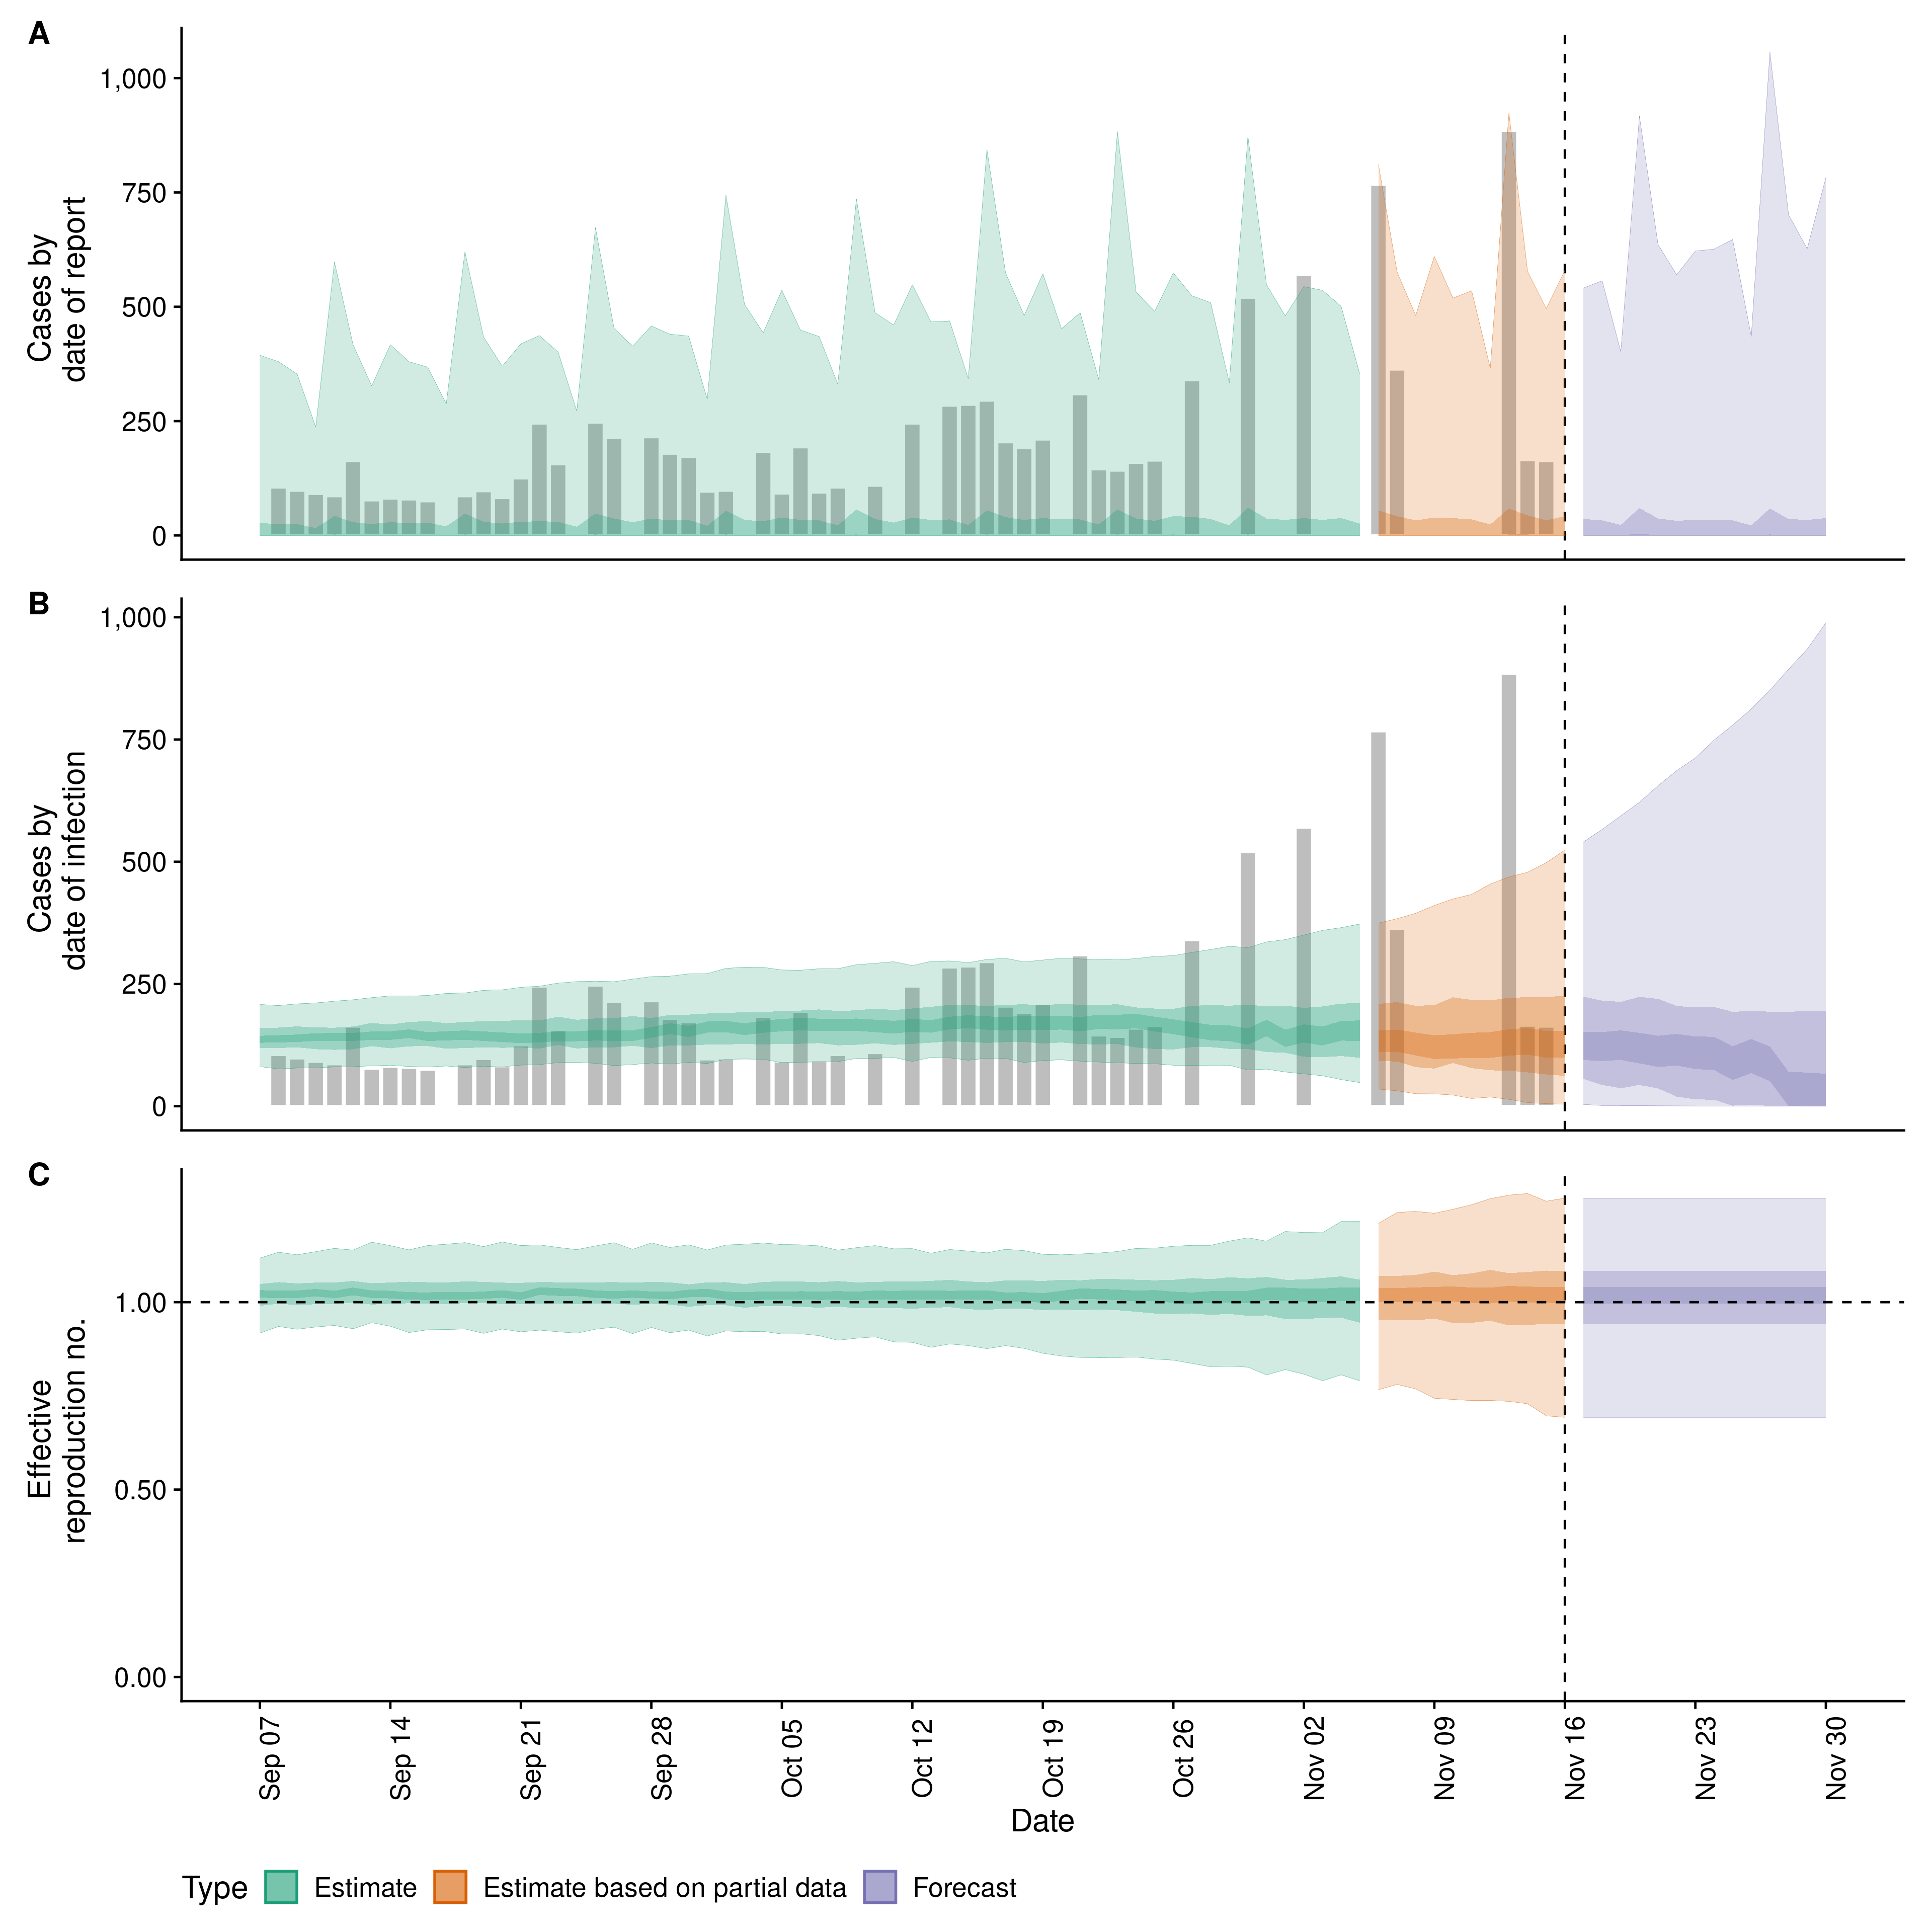 A
Cases by
date of report
1,000
750
500
250
0
B
Cases by
date of infection
1,000
750
500
250
0
C
Effective
reproduction no.
1.00
0.50
0.00
Sep 07
Sep 14
Sep 21
Sep 28
Oct 05
Oct 12
Oct 19
Oct 26
Nov 02
Nov 09
Nov 16
Nov 23
Nov 30
Date
Type Estimate Estimate based on partial data Forecast